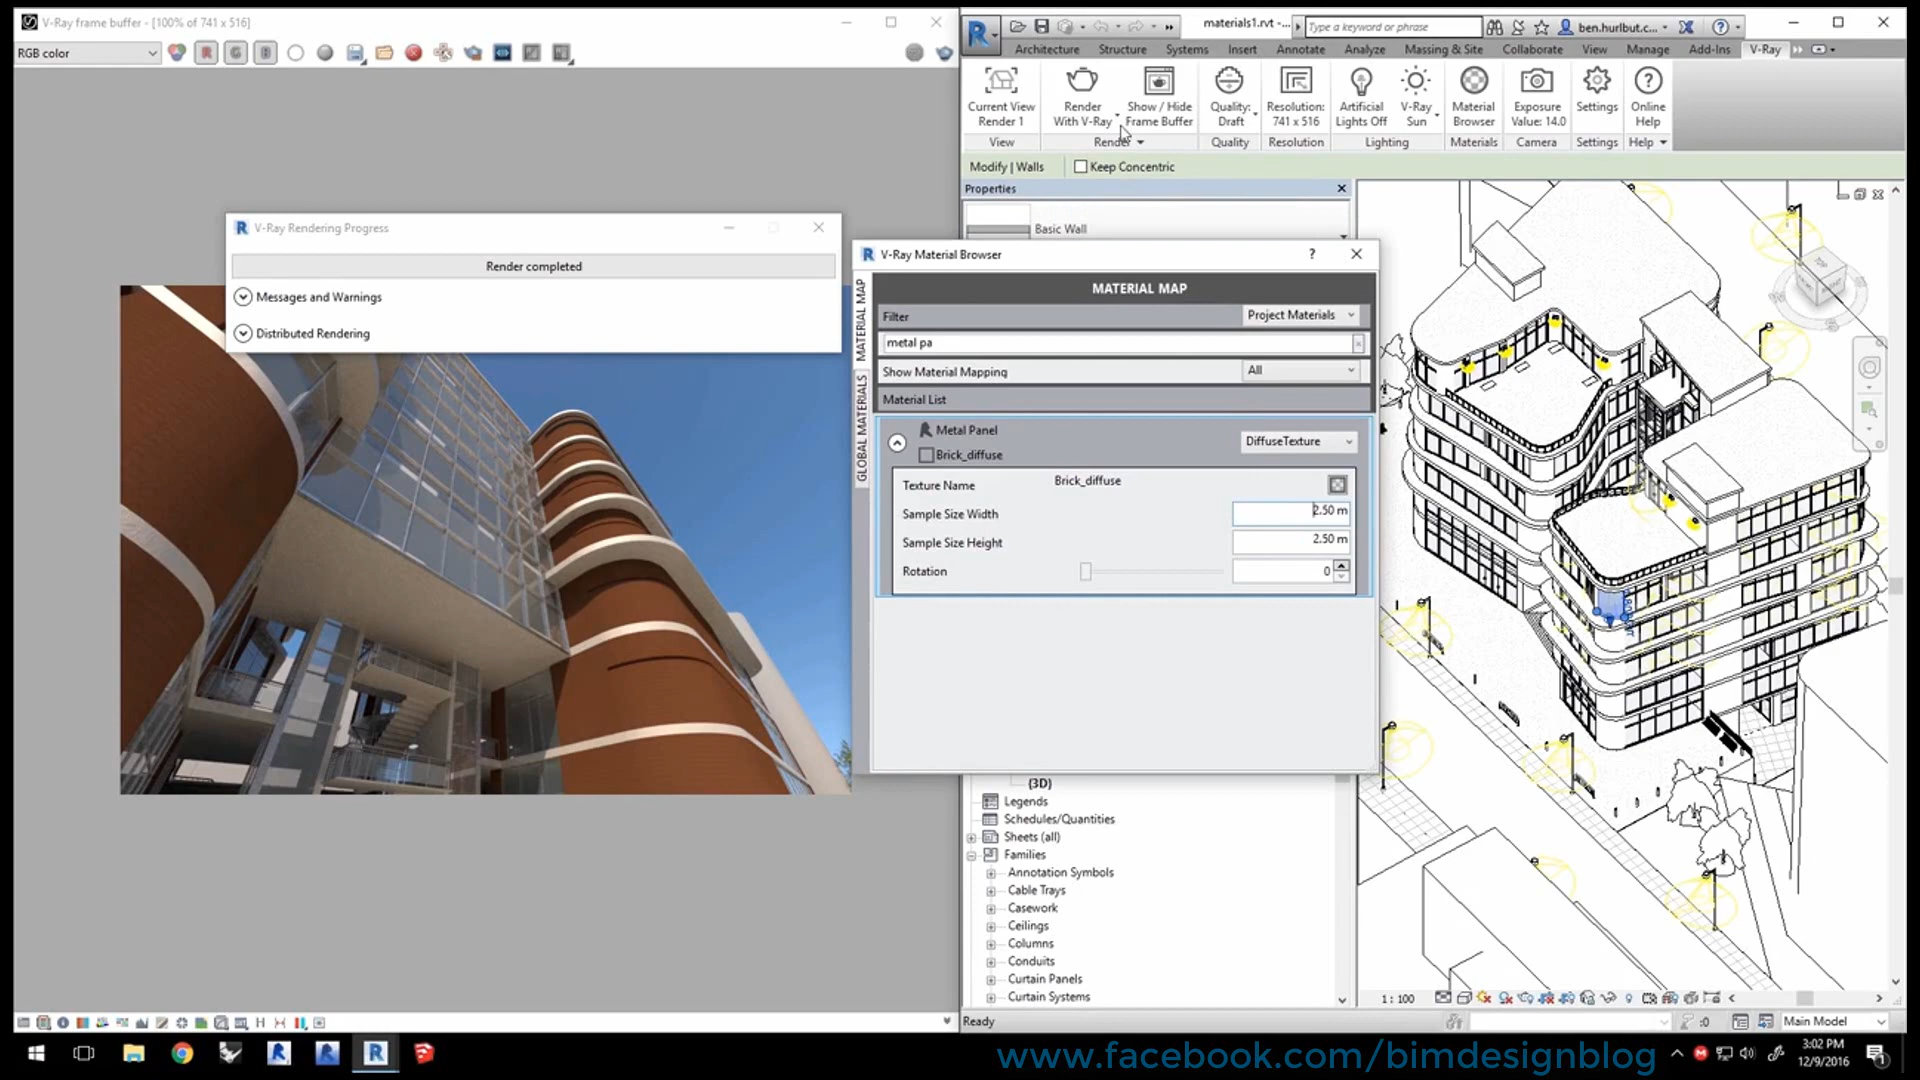 V-Ray frame buffer - [100% of 741 x 516]
RGB color
R G B
V-Ray Rendering Progress
Render completed
Messages and Warnings
Distributed Rendering
materials1.rvt -...
Type a keyword or phrase
ben.hurlbut.c...
Architecture Structure Systems Insert Annotate Analyze Massing & Site Collaborate View Manage Add-Ins V-Ray
Current View
Render 1
Render
With V-Ray
Show / Hide
Frame Buffer
Quality:
Draft
Resolution:
741 x 516
Artificial
Lights Off
V-Ray
Sun
Material
Browser
Exposure
Value: 14.0
Settings
Online
Help
View Render Quality Resolution Lighting Materials Camera Settings Help
Modify | Walls
Keep Concentric
Properties
Basic Wall
V-Ray Material Browser
MATERIAL MAP
GLOBAL MATERIALS
MATERIAL MAP
Filter
Project Materials
metal pa
Show Material Mapping
All
Material List
Metal Panel
Brick_diffuse
DiffuseTexture
Texture Name
Brick_diffuse
Sample Size Width
2.50 m
Sample Size Height
2.50 m
Rotation
0
(3D)
Legends
Schedules/Quantities
Sheets (all)
Families
Annotation Symbols
Cable Trays
Casework
Ceilings
Columns
Conduits
Curtain Panels
Curtain Systems
TOP
1 : 100
Ready
:0
Main Model
www.facebook.com/bimdesignblog
3:02 PM
12/9/2016